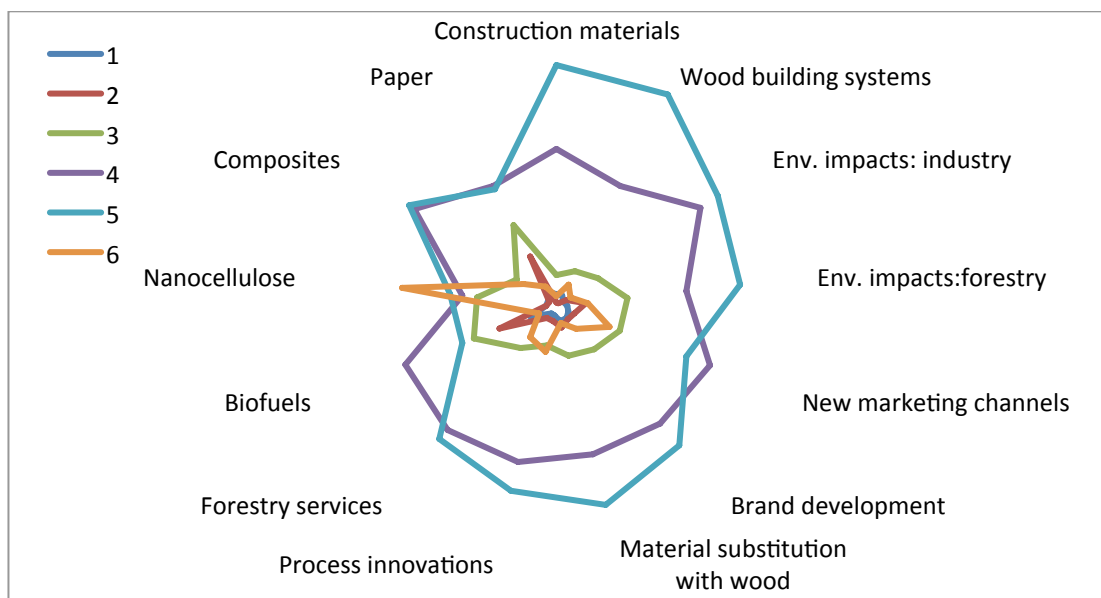 Construction materials
1
2
3
4
5
6
Paper
Wood building systems
Composites
Env. impacts: industry
Nanocellulose
Env. impacts:forestry
Biofuels
New marketing channels
Forestry services
Brand development
Process innovations
Material substitution
with wood